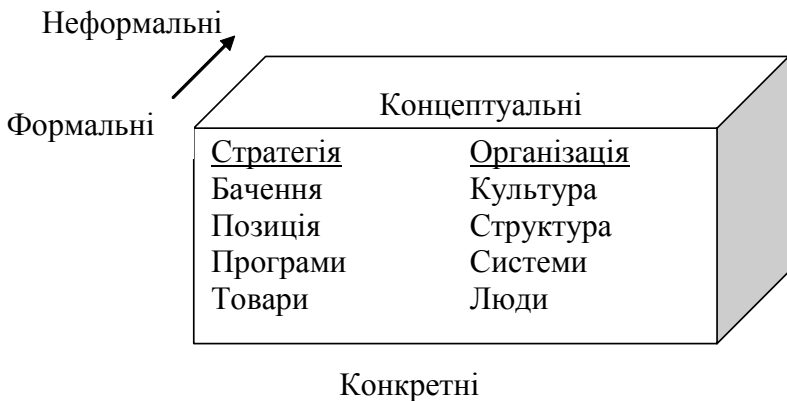 Неформальні
Формальні
Концептуальні
Стратегія Організація
Бачення Культура
Позиція Структура
Програми Системи
Товари Люди
Конкретні